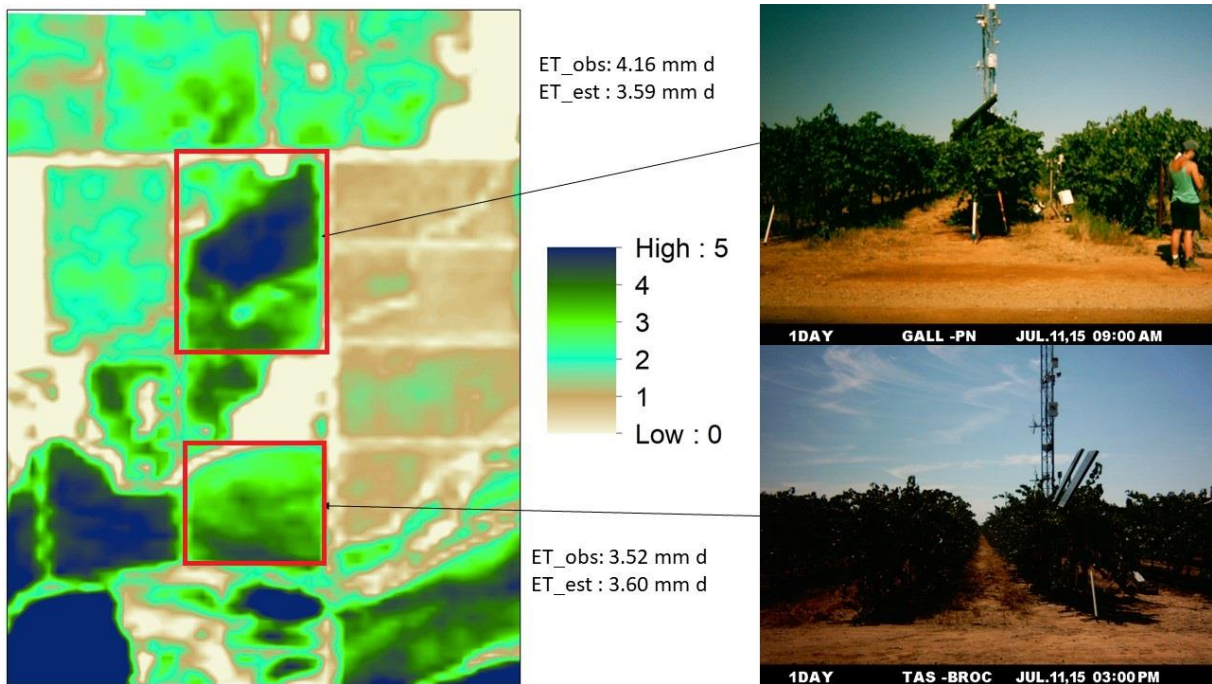 ET_obs: 4.16 mm d
ET_est : 3.59 mm d
High : 5
4
3
2
1
Low : 0
ET_obs: 3.52 mm d
ET_est : 3.60 mm d
1DAY GALL -PN JUL.11,15 09:00 AM
1DAY TAS -BROC JUL.11,15 03:00 PM